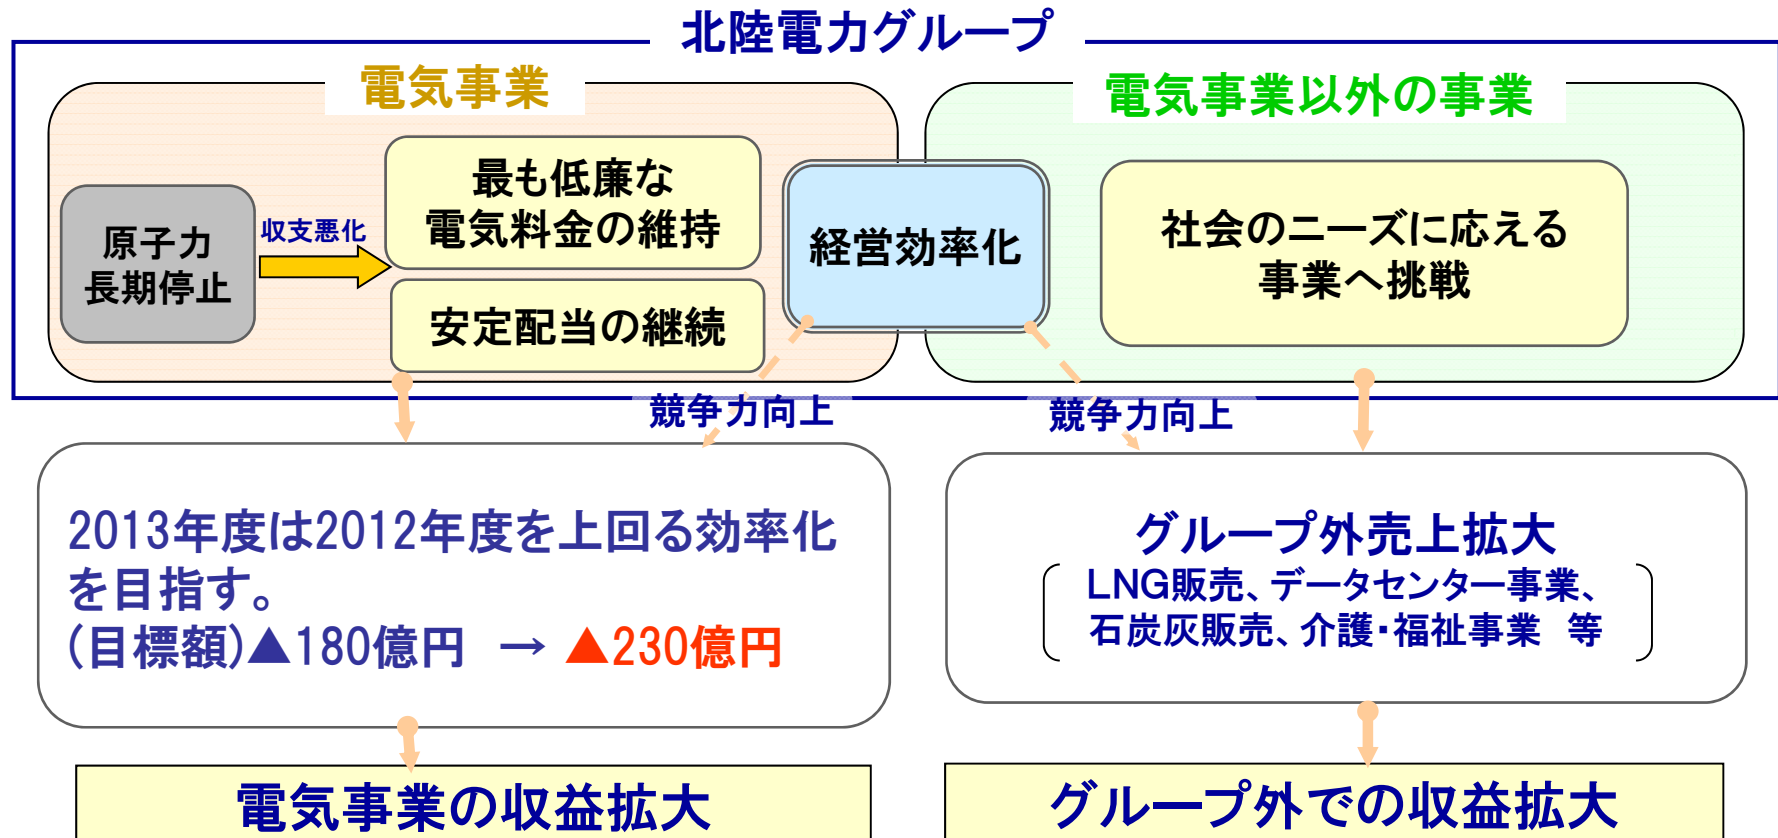 北陸電力グループ
電気事業
電気事業以外の事業
原子力
長期停止
収支悪化
最も低廉な
電気料金の維持
安定配当の継続
経営効率化
社会のニーズに応える
事業へ挑戦
競争力向上
競争力向上
2013年度は2012年度を上回る効率化
を目指す。
(目標額)▲180億円 → ▲230億円
グループ外売上拡大
LNG販売、データセンター事業、
石炭灰販売、介護・福祉事業 等
電気事業の収益拡大
グループ外での収益拡大